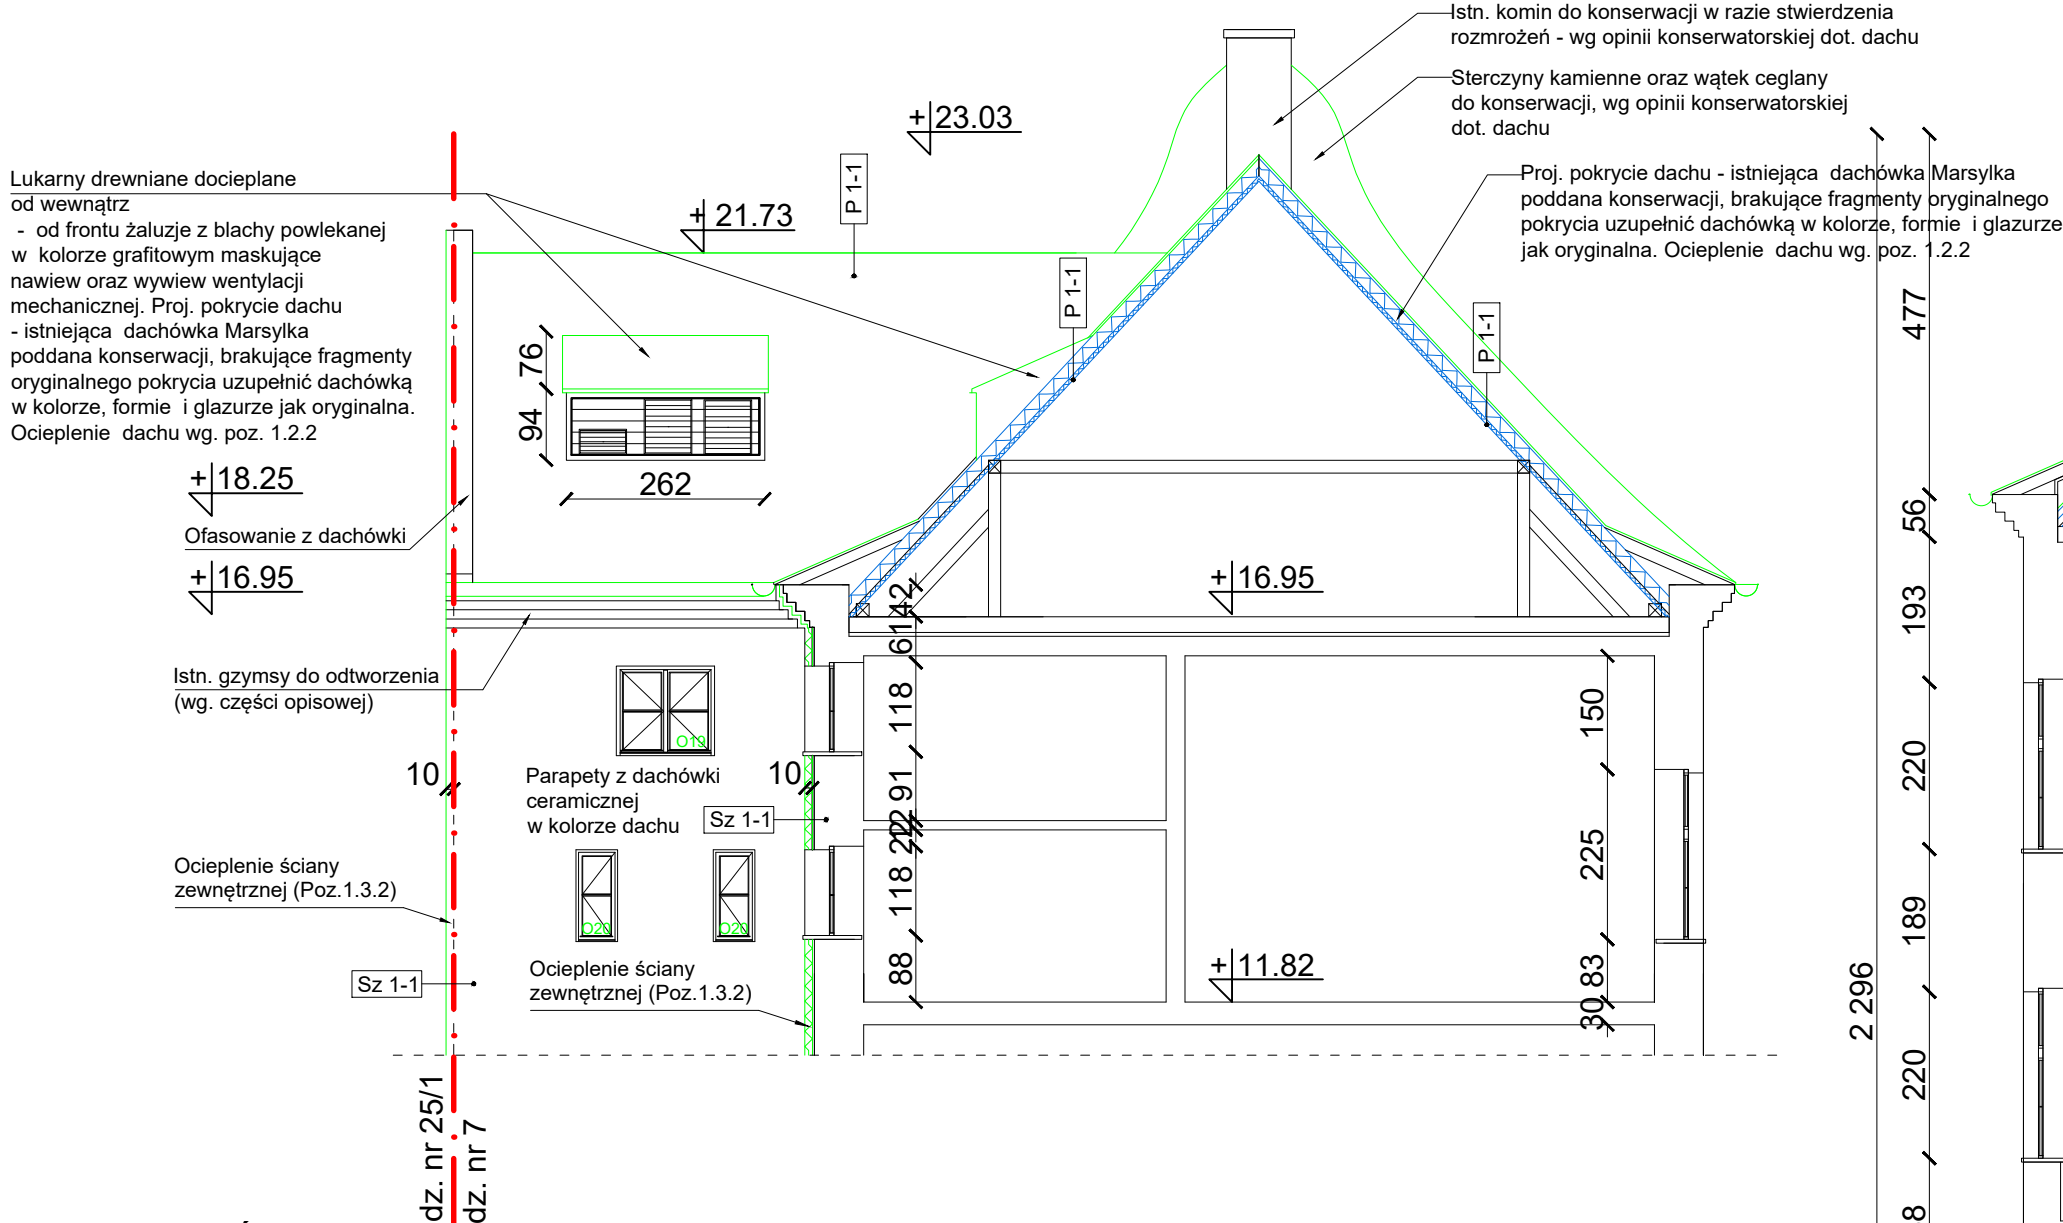 Istn. komin do konserwacji w razie stwierdzenia
rozmrożeń - wg opinii konserwatorskiej dot. dachu
Sterczyny kamienne oraz wątek ceglany
do konserwacji, wg opinii konserwatorskiej
dot. dachu
Proj. pokrycie dachu - istniejąca dachówka Marsylka
poddana konserwacji, brakujące fragmenty oryginalnego
pokrycia uzupełnić dachówką w kolorze, formie i glazurze
jak oryginalna. Ocieplenie dachu wg. poz. 1.2.2
+23.03
+ 21.73
P 1-1
P 1-1
P 1-1
Lukarny drewniane docieplane
od wewnątrz
- od frontu żaluzje z blachy powlekanej
w kolorze grafitowym maskujące
nawiew oraz wywiew wentylacji
mechanicznej. Proj. pokrycie dachu
- istniejąca dachówka Marsylka
poddana konserwacji, brakujące fragmenty
oryginalnego pokrycia uzupełnić dachówką
w kolorze, formie i glazurze jak oryginalna.
Ocieplenie dachu wg. poz. 1.2.2
76
94
262
+18.25
Ofasowanie z dachówki
+16.95
+16.95
Istn. gzymsy do odtworzenia
(wg. części opisowej)
O19
10
10
Parapety z dachówki
ceramicznej
w kolorze dachu
Sz 1-1
Ocieplenie ściany
zewnętrznej (Poz.1.3.2)
O20
O20
Sz 1-1
Ocieplenie ściany
zewnętrznej (Poz.1.3.2)
142
61
118
91
22
118
88
+11.82
150
225
83
30
477
56
193
220
189
220
8
2 296
dz. nr 25/1
dz. nr 7